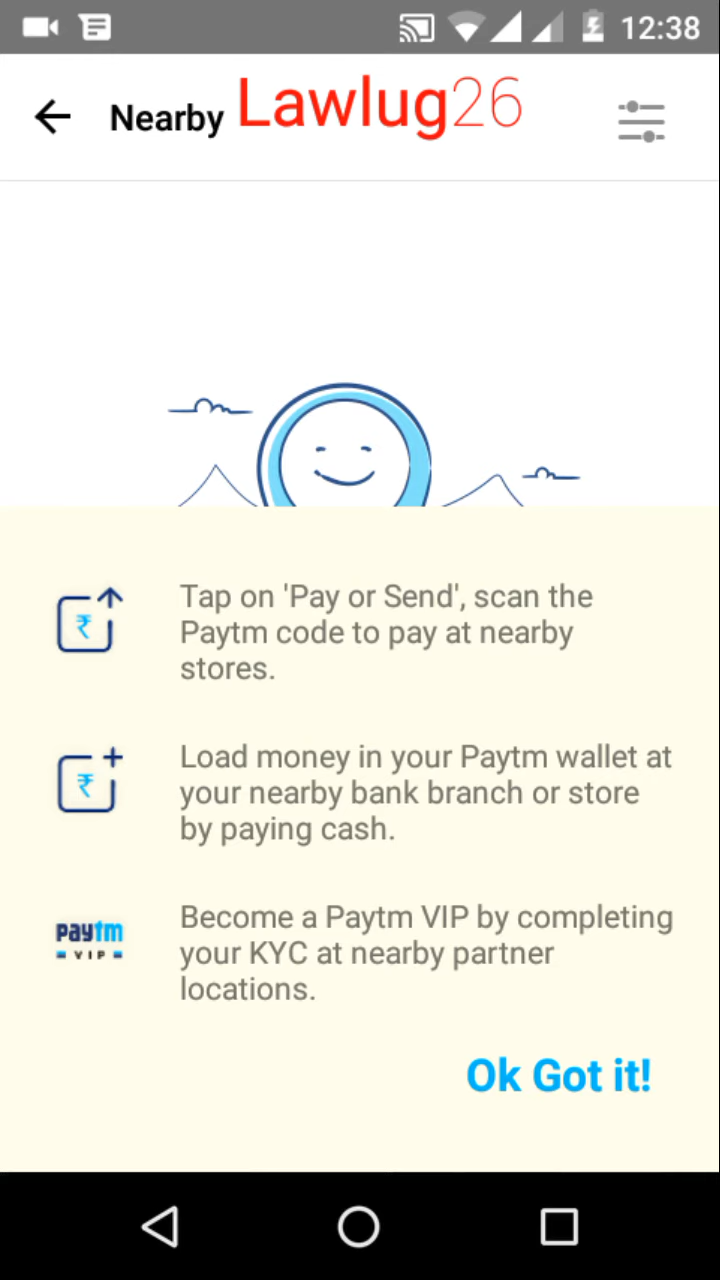 12:38
Nearby Lawlug26
Tap on 'Pay or Send', scan the
Paytm code to pay at nearby
stores.
Load money in your Paytm wallet at
your nearby bank branch or store
by paying cash.
paytm
VIP
Become a Paytm VIP by completing
your KYC at nearby partner
locations.
Ok Got it!